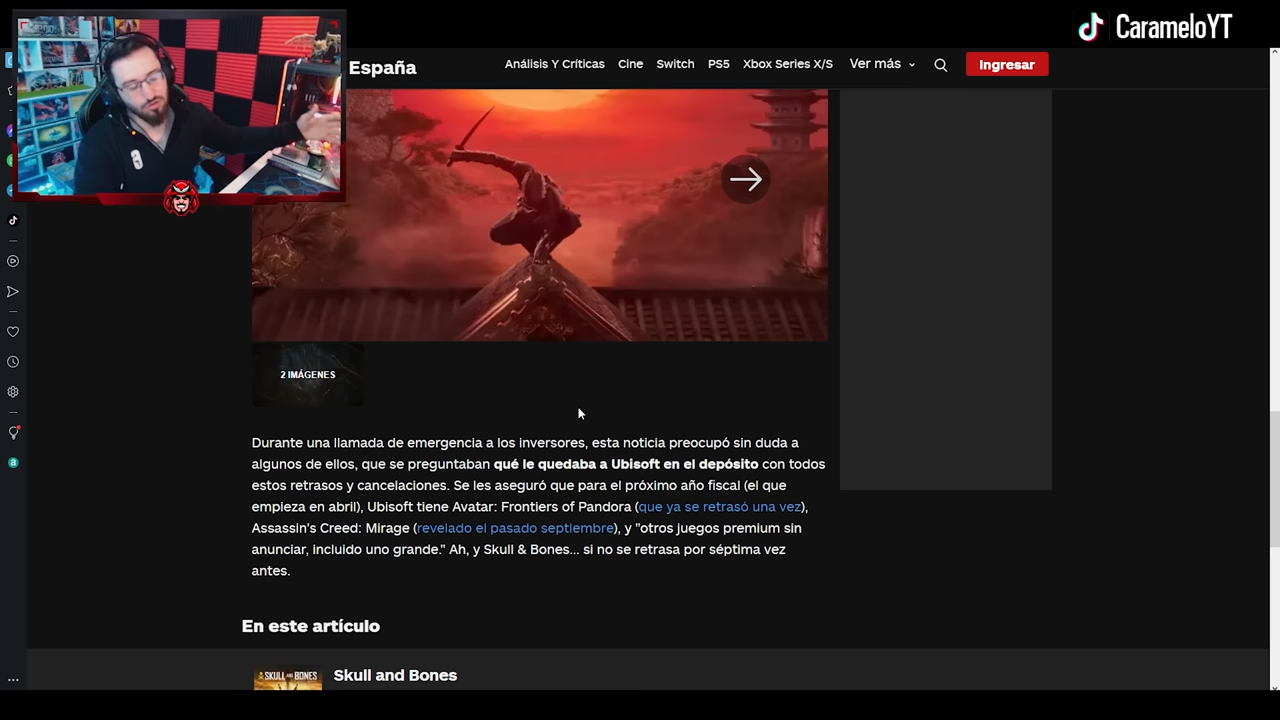 CarameloYT
España
Análisis Y Críticas Cine Switch PS5 Xbox Series X/S Ver más Ingresar
2 IMÁGENES
Durante una llamada de emergencia a los inversores, esta noticia preocupó sin duda a
algunos de ellos, que se preguntaban qué le quedaba a Ubisoft en el depósito con todos
estos retrasos y cancelaciones. Se les aseguró que para el próximo año fiscal (el que
empieza en abril), Ubisoft tiene Avatar: Frontiers of Pandora (que ya se retrasó una vez),
Assassin's Creed: Mirage (revelado el pasado septiembre), y "otros juegos premium sin
anunciar, incluido uno grande." Ah, y Skull & Bones... si no se retrasa por séptima vez
antes.
En este artículo
SKULL AND BONES
Skull and Bones